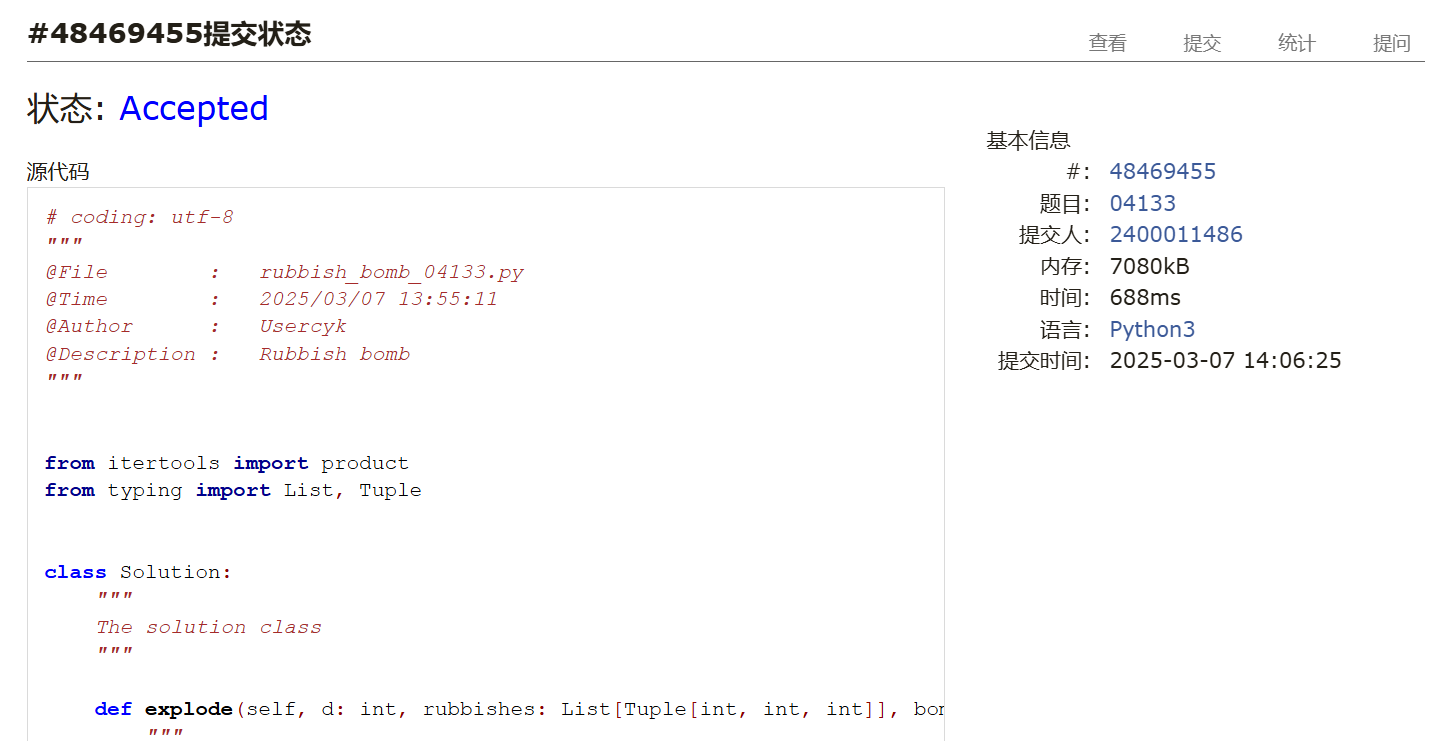 #48469455提交状态
查看 提交 统计 提问
状态: Accepted
源代码
# coding: utf-8
"""
@File : rubbish_bomb_04133.py
@Time : 2025/03/07 13:55:11
@Author : Usercyk
@Description : Rubbish bomb
"""
from itertools import product
from typing import List, Tuple
class Solution:
"""
The solution class
"""
def explode(self, d: int, rubbishes: List[Tuple[int, int, int]], 
"""
基本信息
#: 48469455
题目: 04133
提交人: 2400011486
内存: 7080kB
时间: 688ms
语言: Python3
提交时间: 2025-03-07 14:06:25